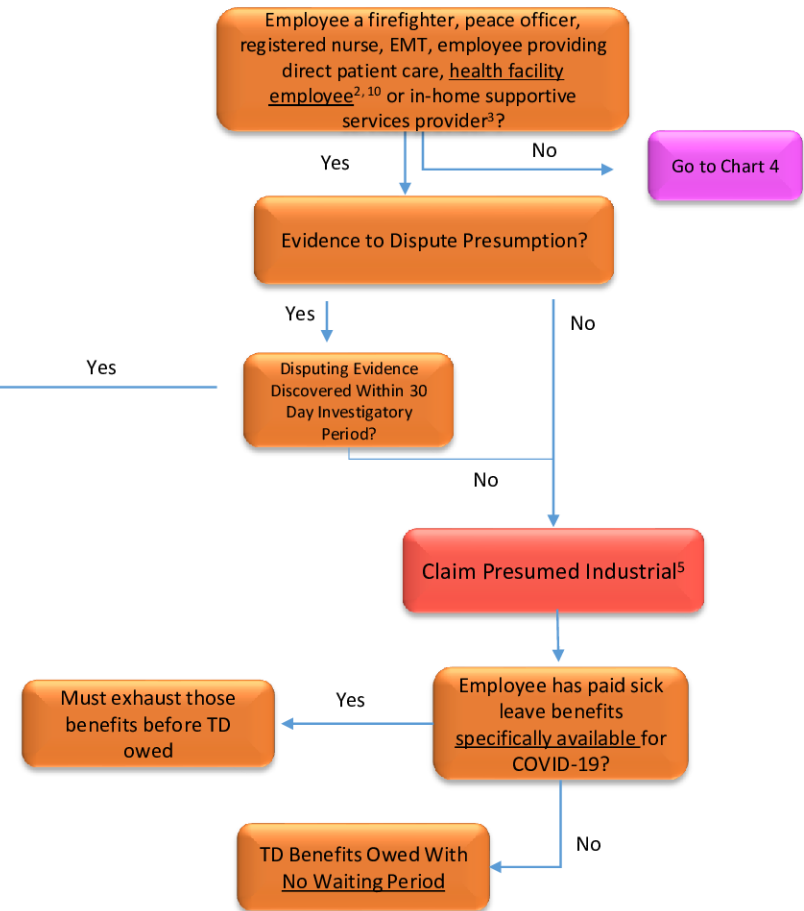 Employee a firefighter, peace officer,
registered nurse, EMT, employee providing
direct patient care, health facility
employee2, 10 or in-home supportive
services provider3?
Yes
No
Go to Chart 4
Evidence to Dispute Presumption?
Yes
No
Yes
Disputing Evidence
Discovered Within 30
Day Investigatory
Period?
No
Claim Presumed Industrial5
Must exhaust those
benefits before TD
owed
Yes
Employee has paid sick
leave benefits
specifically available for
COVID-19?
No
TD Benefits Owed With
No Waiting Period